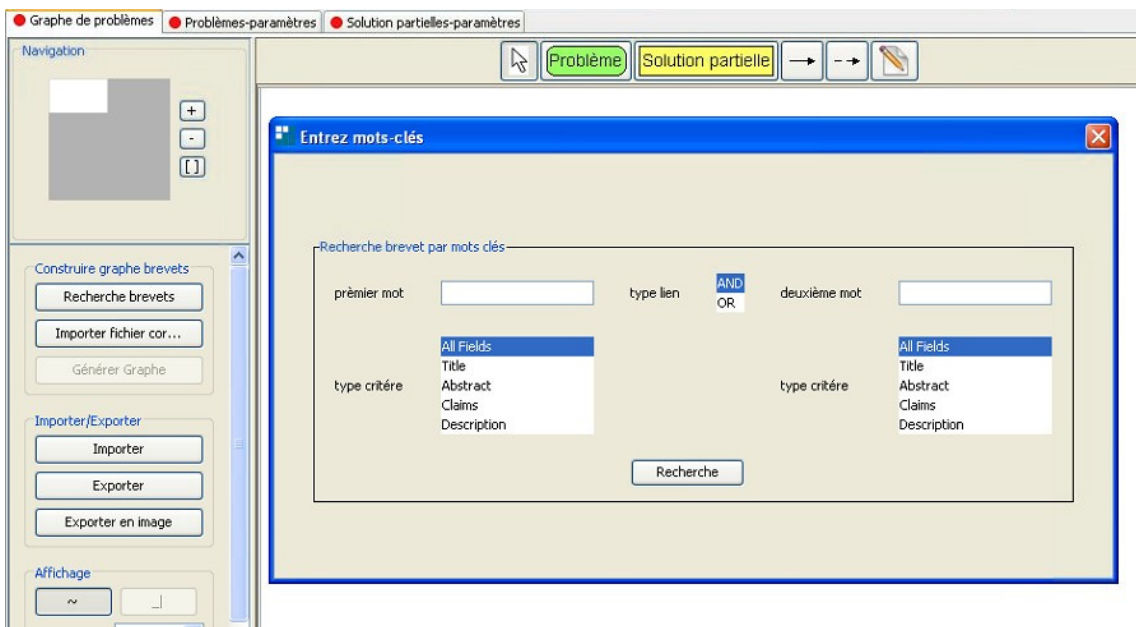 Graphe de problèmes Problèmes-paramètres Solution partielles-paramètres
Navigation
Problème Solution partielle
+
-
[ ]
Entrez mots-clés
Recherche brevet par mots clés
prèmier mot type lien AND OR deuxième mot
type critére All Fields
Title
Abstract
Claims
Description
type critére All Fields
Title
Abstract
Claims
Description
Recherche
Construire graphe brevets
Recherche brevets
Importer fichier cor...
Générer Graphe
Importer/Exporter
Importer
Exporter
Exporter en image
Affichage
~ _|